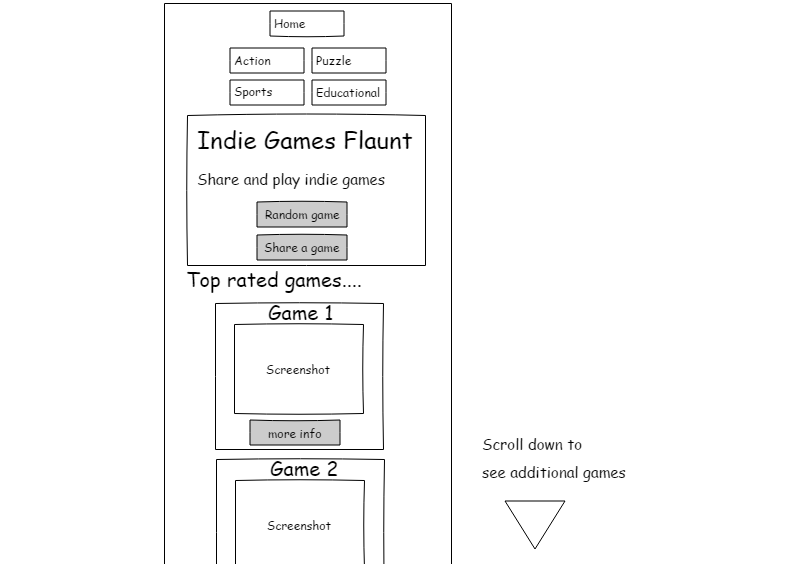 Home
Action
Puzzle
Sports
Educational
Indie Games Flaunt
Share and play indie games
Random game
Share a game
Top rated games....
Game 1
Screenshot
more info
Game 2
Screenshot
Scroll down to
see additional games